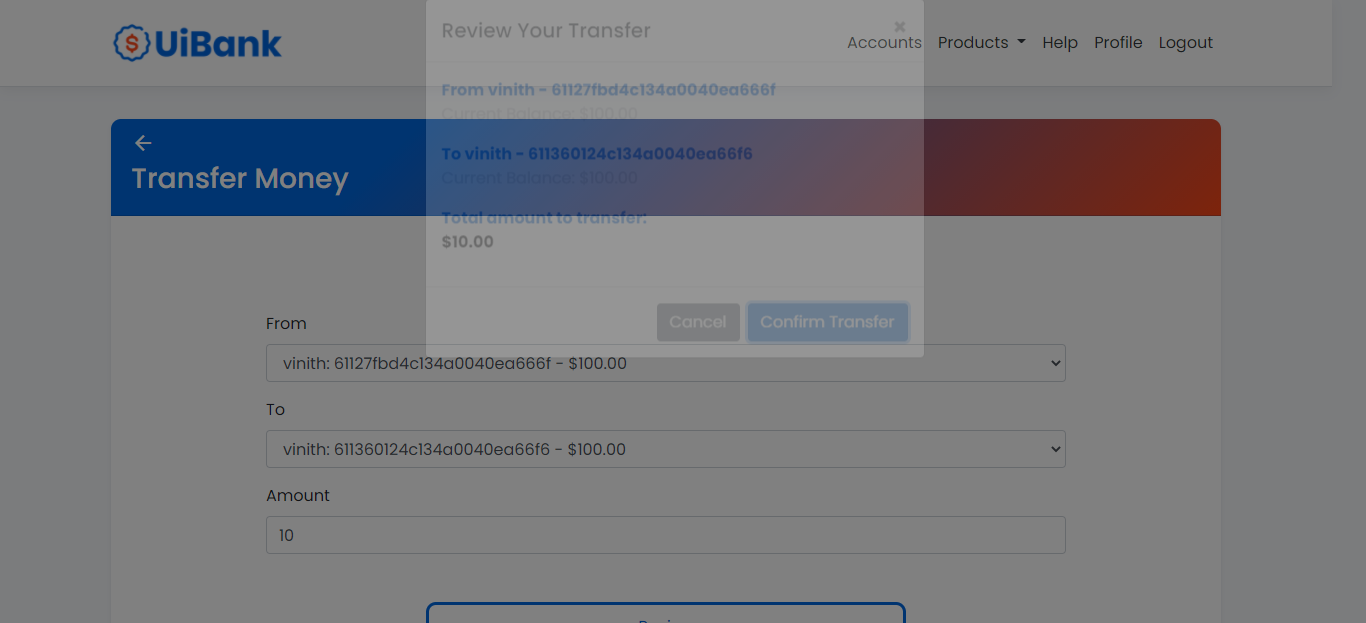 UiBank
Accounts Products Help Profile Logout
Review Your Transfer
×
From vinith - 61127fbd4c134a0040ea666f
Current Balance: $100.00
To vinith - 611360124c134a0040ea66f6
Current Balance: $100.00
Total amount to transfer:
$10.00
Cancel Confirm Transfer
Transfer Money
From
vinith: 61127fbd4c134a0040ea666f - $100.00
To
vinith: 611360124c134a0040ea66f6 - $100.00
Amount
10